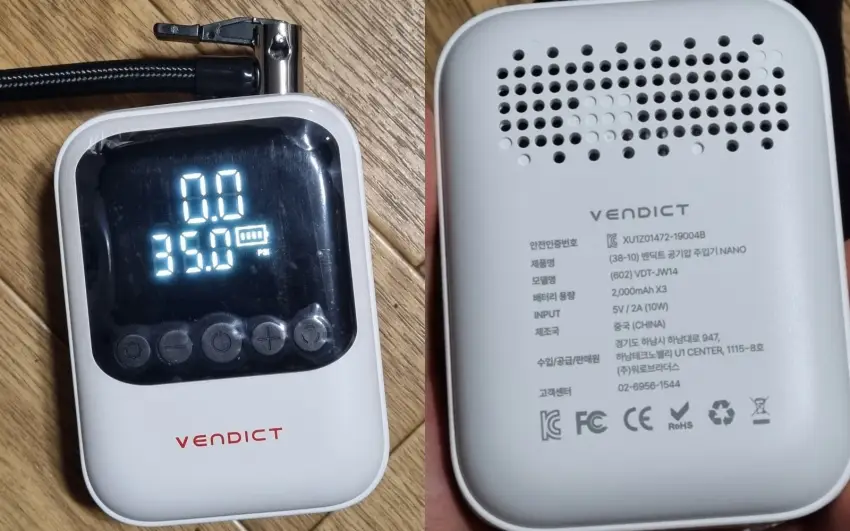 0.0
35.0
PSI
VENDICT
VENDICT
안전인증번호 XU1Z01472-19004B
제품명 (38-10) 벤딕트 공기압 주입기 NANO
모델명 (602) VDT-JW14
배터리 용량 2,000mAh X3
INPUT 5V / 2A (10W)
제조국 중국 (CHINA)
수입/공급/판매원 경기도 하남시 하남대로 947,
하남테크노밸리 U1 CENTER, 1115-8호
(주)워로브라더스
고객센터 02-6956-1544
FC CE RoHS